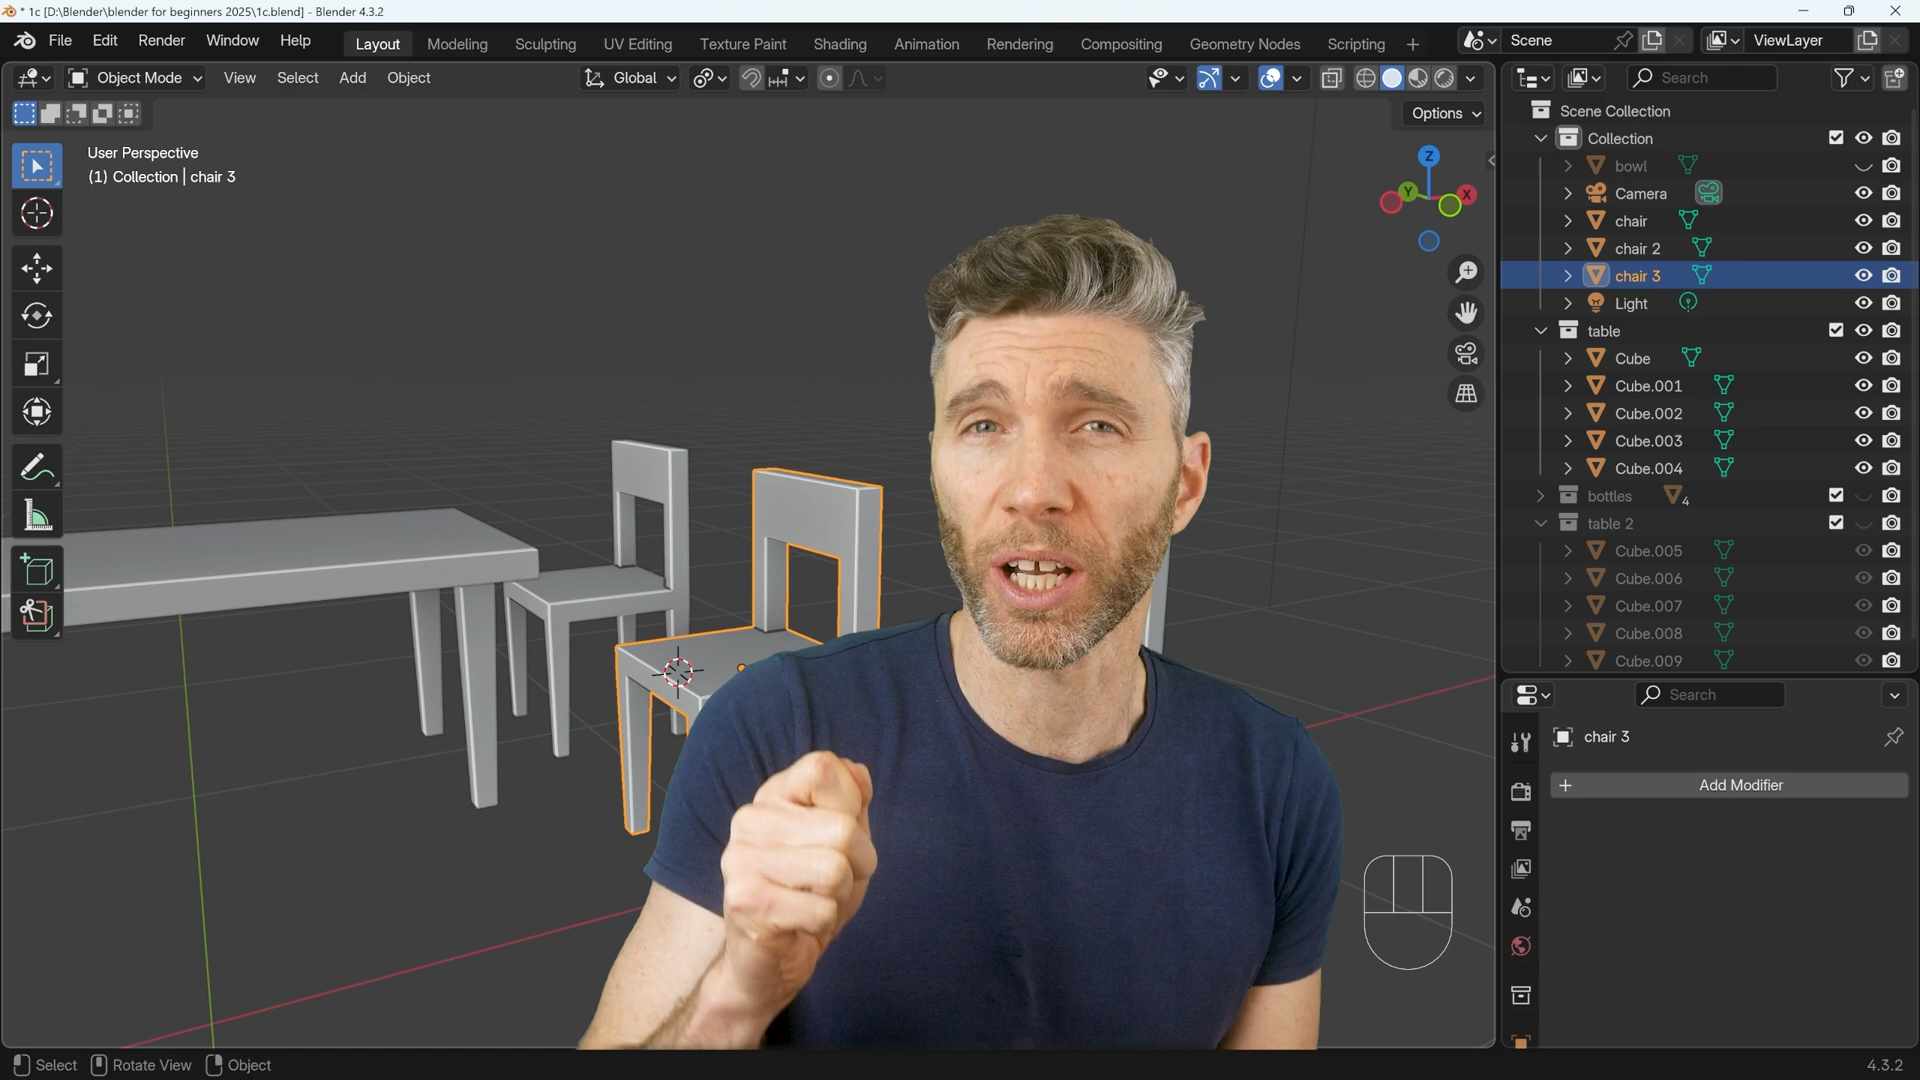 * 1c [D:\Blender\blender for beginners 2025\1c.blend] - Blender 4.3.2
File Edit Render Window Help Layout Modeling Sculpting UV Editing Texture Paint Shading Animation Rendering Compositing Geometry Nodes Scripting + Scene ViewLayer
Object Mode View Select Add Object Global Search
Options
User Perspective
(1) Collection | chair 3
Z
Y
X
Scene Collection
Collection
bowl
Camera
chair
chair 2
chair 3
Light
table
Cube
Cube.001
Cube.002
Cube.003
Cube.004
bottles 4
table 2
Cube.005
Cube.006
Cube.007
Cube.008
Cube.009
Search
chair 3
+ Add Modifier
Select Rotate View Object 4.3.2